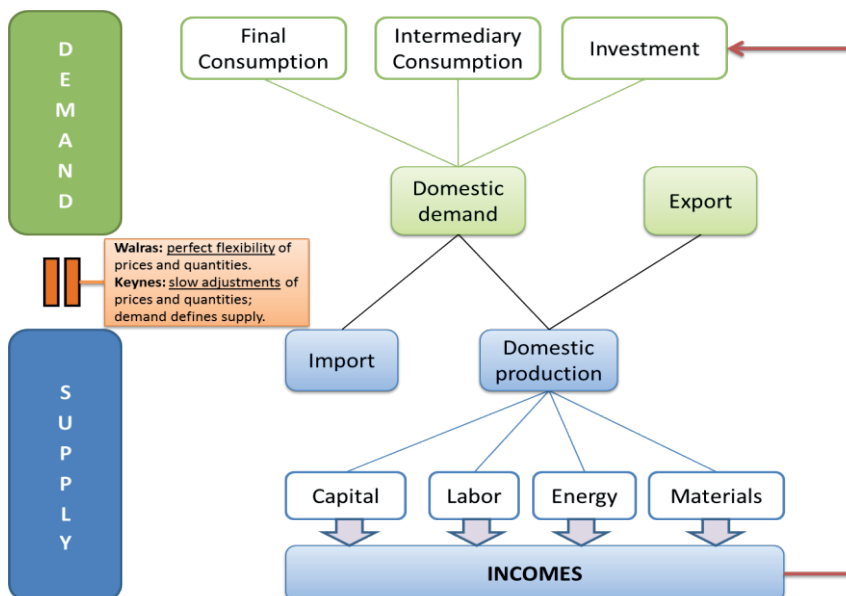 D
E
M
A
N
D
Final
Consumption
Intermediary
Consumption
Investment
Domestic
demand
Export
Walras: perfect flexibility of
prices and quantities.
Keynes: slow adjustments of
prices and quantities;
demand defines supply.
S
U
P
P
L
Y
Import
Domestic
production
Capital
Labor
Energy
Materials
INCOMES